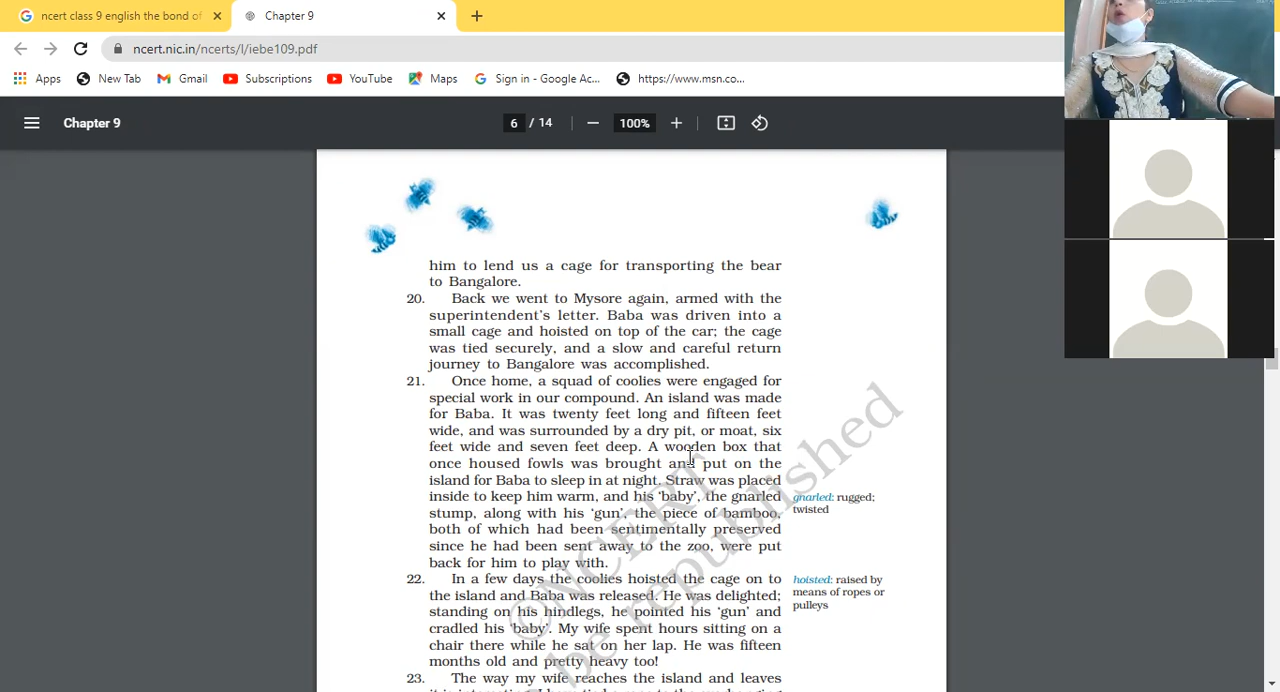 ncert class 9 english the bond of
Chapter 9
ncert.nic.in/ncerts/l/iebe109.pdf
Apps
New Tab
Gmail
Subscriptions
YouTube
Maps
Sign in - Google Ac...
https://www.msn.co...
Chapter 9
6 / 14
100%
him to lend us a cage for transporting the bear
to Bangalore.
20. Back we went to Mysore again, armed with the
superintendent's letter. Baba was driven into a
small cage and hoisted on top of the car; the cage
was tied securely, and a slow and careful return
journey to Bangalore was accomplished.
21. Once home, a squad of coolies were engaged for
special work in our compound. An island was made
for Baba. It was twenty feet long and fifteen feet
wide, and was surrounded by a dry pit, or moat, six
feet wide and seven feet deep. A wooden box that
once housed fowls was brought and put on the
island for Baba to sleep in at night. Straw was placed
inside to keep him warm, and his 'baby', the gnarled
stump, along with his 'gun', the piece of bamboo,
both of which had been sentimentally preserved
since he had been sent away to the zoo, were put
back for him to play with.
gnarled: rugged;
twisted
22. In a few days the coolies hoisted the cage on to
the island and Baba was released. He was delighted;
standing on his hindlegs, he pointed his 'gun' and
cradled his 'baby'. My wife spent hours sitting on a
chair there while he sat on her lap. He was fifteen
months old and pretty heavy too!
hoisted: raised by
means of ropes or
pulleys
23. The way my wife reaches the island and leaves
©NCERT
be republished